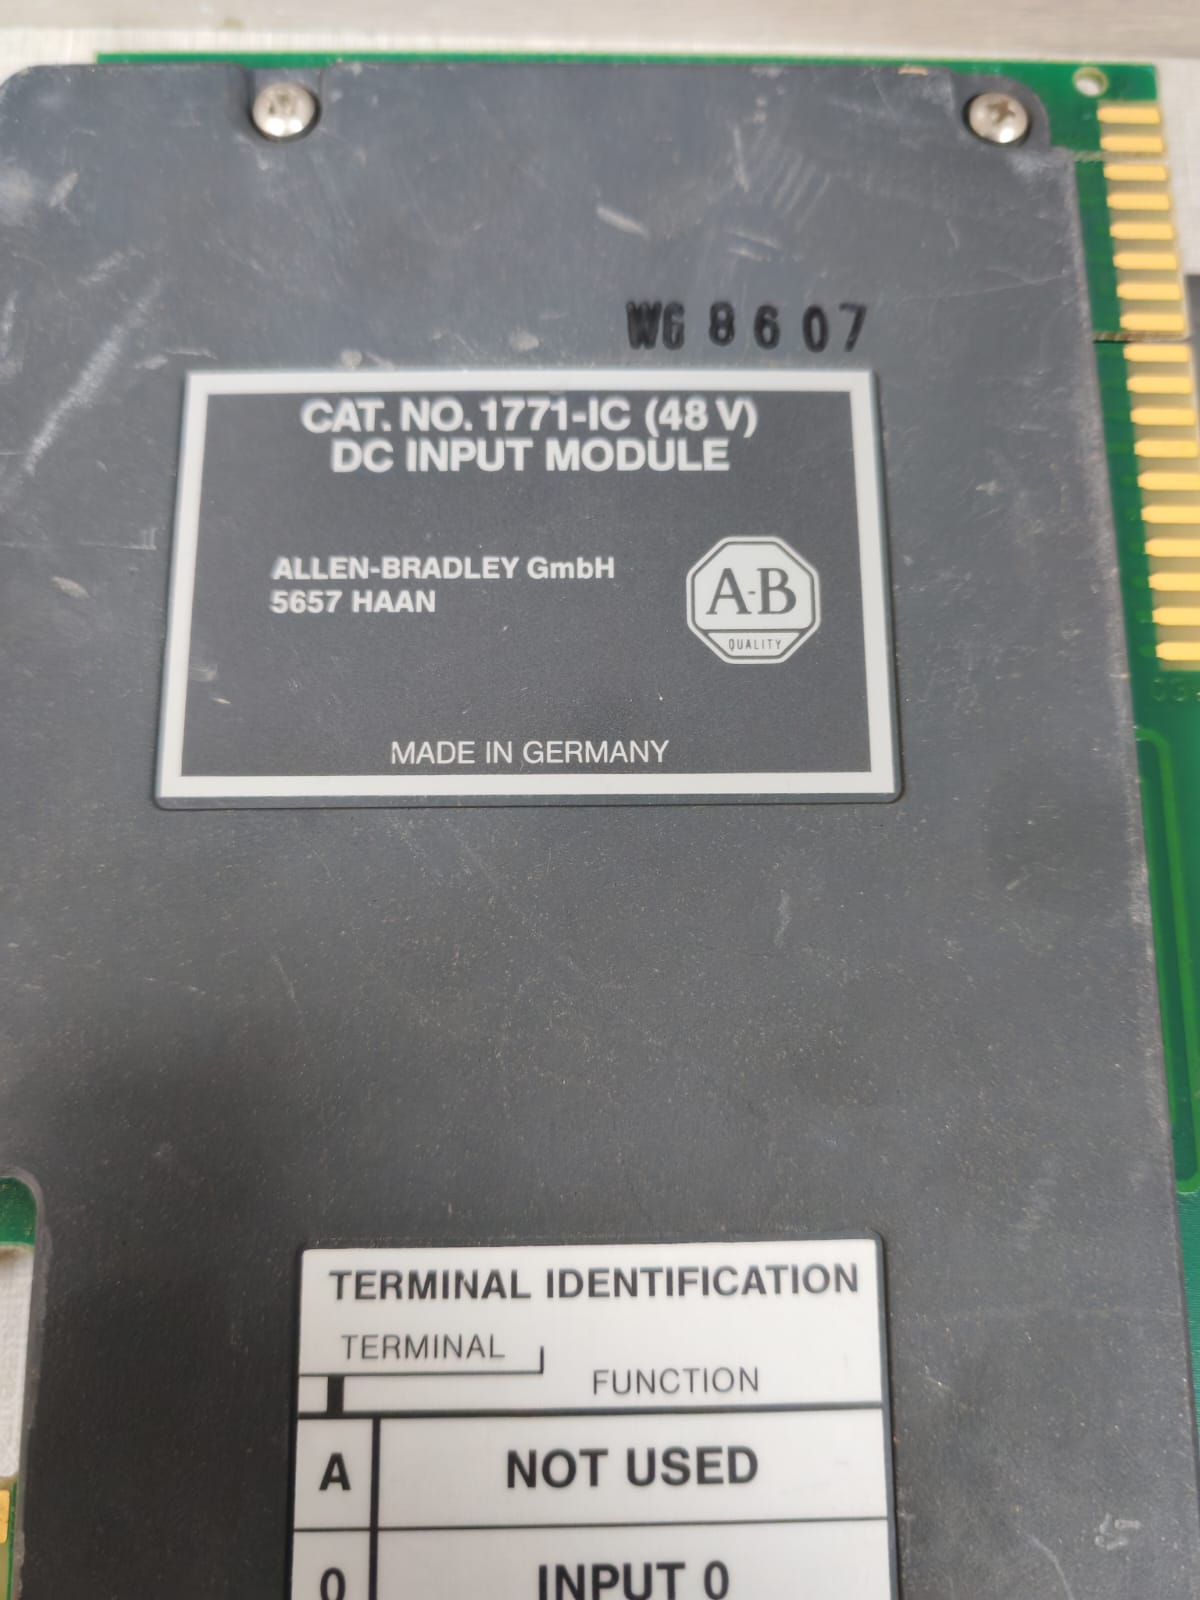 WG 8607
CAT. NO. 1771-IC (48 V)
DC INPUT MODULE
ALLEN-BRADLEY GmbH
5657 HAAN
A-B
QUALITY
MADE IN GERMANY
TERMINAL IDENTIFICATION
TERMINAL
FUNCTION
A NOT USED
0 INPUT 0